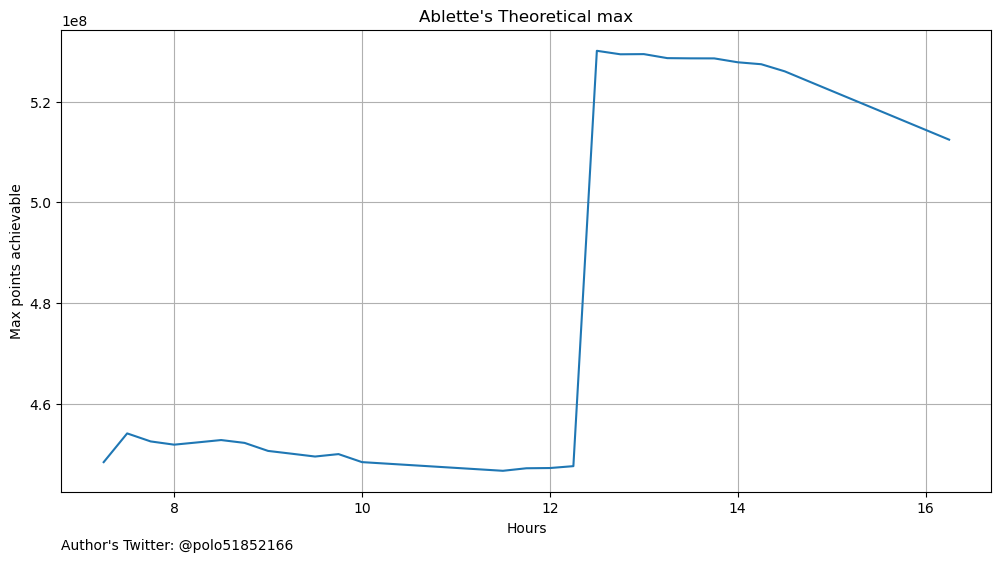 Ablette's Theoretical max
1e8
5.2
5.0
4.8
4.6
Max points achievable
8 10 12 14 16
Hours
Author's Twitter: @polo51852166